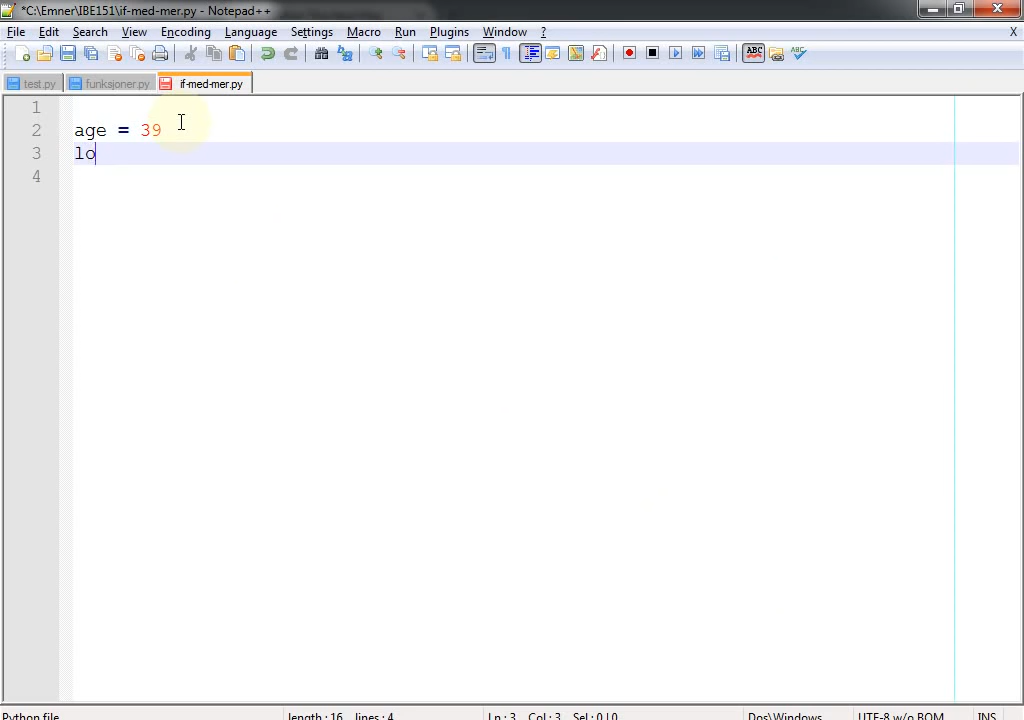 *C:\Emner\IBE151\if-med-mer.py - Notepad++
File Edit Search View Encoding Language Settings Macro Run Plugins Window ? X
test.py funksjoner.py if-med-mer.py
1
2 age = 39
3 lo
4
Python file length : 16 lines : 4 Ln : 3 Col : 3 Sel : 0 | 0 Dos\Windows UTF-8 w/o BOM INS